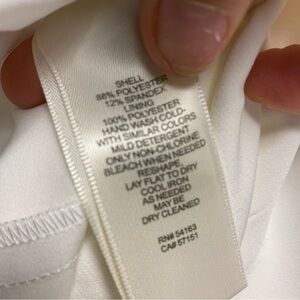 SHELL
88% POLYESTER
12% SPANDEX
LINING
100% POLYESTER
HAND WASH COLD-
WITH SIMILAR COLORS
MILD DETERGENT
ONLY NON-CHLORINE
BLEACH WHEN NEEDED
RESHAPE,
LAY FLAT TO DRY
COOL IRON
AS NEEDED
MAY BE
DRY CLEANED
RN# 54163
CA# 57151